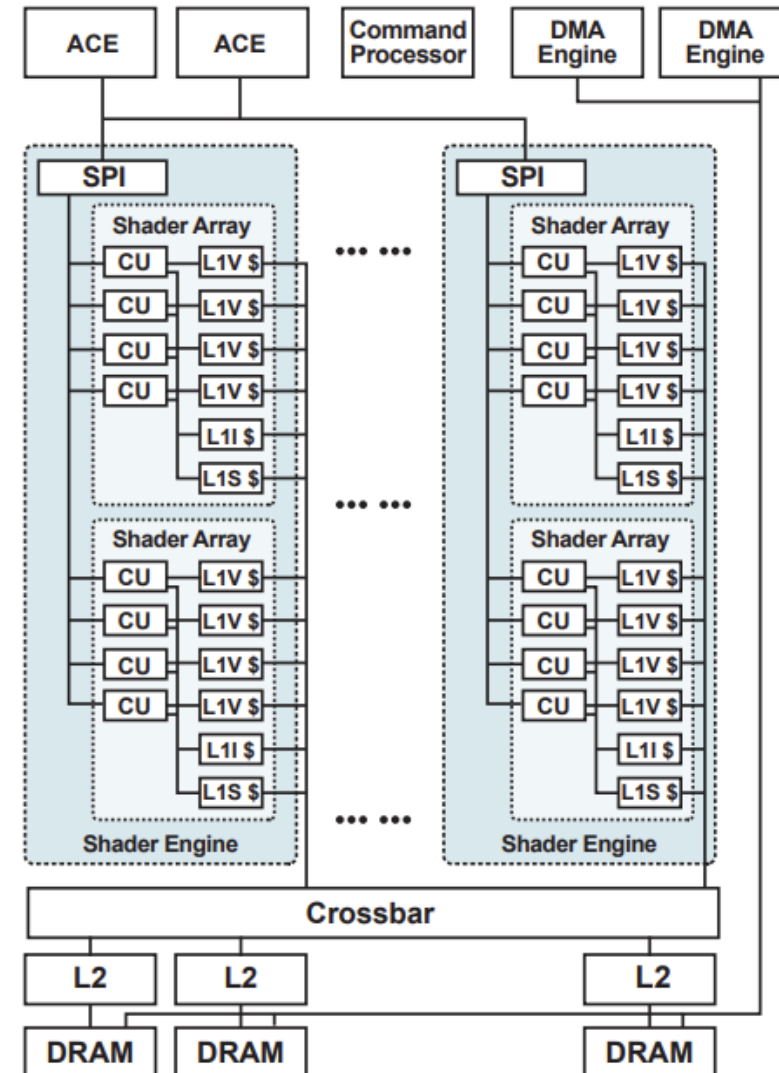 ACE
ACE
Command
Processor
DMA
Engine
DMA
Engine
SPI
SPI
Shader Array
CU
L1V $
CU
L1V $
CU
L1V $
CU
L1V $
L1I $
L1S $
Shader Array
CU
L1V $
CU
L1V $
CU
L1V $
CU
L1V $
L1I $
L1S $
Shader Engine
••• •••
••• •••
••• •••
Shader Array
CU
L1V $
CU
L1V $
CU
L1V $
CU
L1V $
L1I $
L1S $
Shader Array
CU
L1V $
CU
L1V $
CU
L1V $
CU
L1V $
L1I $
L1S $
Shader Engine
Crossbar
L2
L2
L2
DRAM
DRAM
DRAM